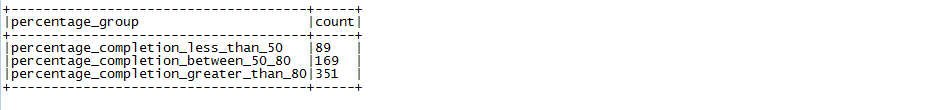 +-------------------------------------+-----+
|percentage_group                     |count|
+-------------------------------------+-----+
|percentage_completion_less_than_50   |89   |
|percentage_completion_between_50_80  |169  |
|percentage_completion_greater_than_80|351  |
+-------------------------------------+-----+